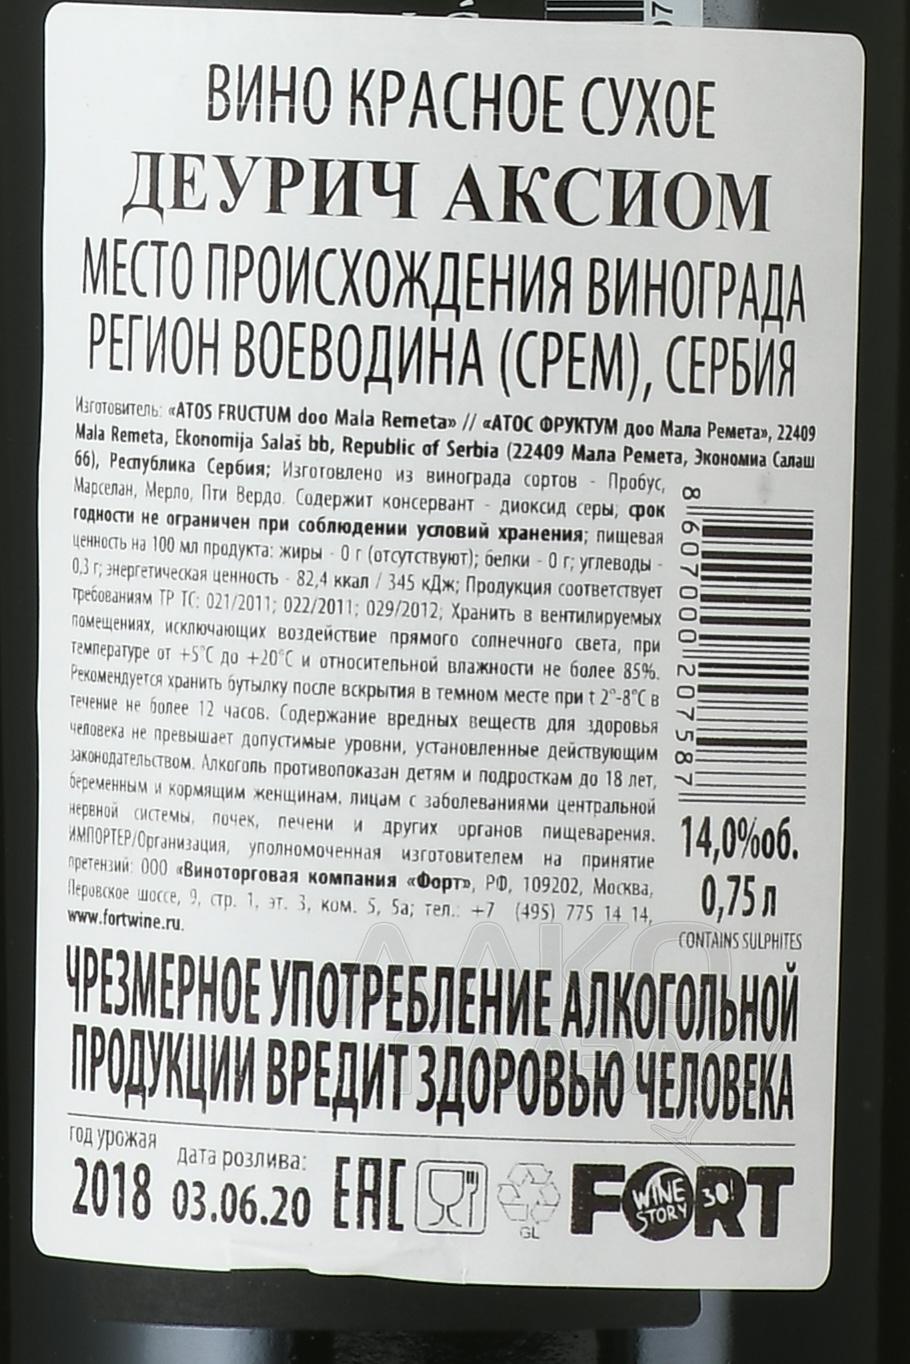 ВИНО КРАСНОЕ СУХОЕ
ДЕУРИЧ АКСИОМ
МЕСТО ПРОИСХОЖДЕНИЯ ВИНОГРАДА
РЕГИОН ВОЕВОДИНА (СРЕМ), СЕРБИЯ
Изготовитель: «ATOS FRUCTUM doo Mala Remeta» // «АТОС ФРУКТУМ доо Мала Ремета», 22409
Mala Remeta, Ekonomija Salaš bb, Republic of Serbia (22409 Мала Ремета, Экономиа Салаш
бб), Республика Сербия; Изготовлено из винограда сортов - Пробус,
Марселан, Мерло, Пти Вердо. Содержит консервант - диоксид серы; срок
годности не ограничен при соблюдении условий хранения; пищевая
ценность на 100 мл продукта: жиры - 0 г (отсутствуют); белки - 0 г; углеводы -
0,3 г; энергетическая ценность - 82,4 ккал / 345 кДж; Продукция соответствует
требованиям ТР ТС: 021/2011; 022/2011; 029/2012; Хранить в вентилируемых
помещениях, исключающих воздействие прямого солнечного света, при
температуре от +5°С до +20°С и относительной влажности не более 85%.
Рекомендуется хранить бутылку после вскрытия в темном месте при t 2°-8°С в
течение не более 12 часов. Содержание вредных веществ для здоровья
человека не превышает допустимые уровни, установленные действующим
законодательством. Алкоголь противопоказан детям и подросткам до 18 лет,
беременным и кормящим женщинам, лицам с заболеваниями центральной
нервной системы, почек, печени и других органов пищеварения.
ИМПОРТЕР/Организация, уполномоченная изготовителем на принятие
претензий: ООО «Виноторговая компания «Форт», РФ, 109202, Москва,
Перовское шоссе, 9, стр. 1, эт. 3, ком. 5, 5а; тел.: +7 (495) 775 14 14,
www.fortwine.ru.
8 607000 207587
14,0%об.
0,75 л
CONTAINS SULPHITES
ЧРЕЗМЕРНОЕ УПОТРЕБЛЕНИЕ АЛКОГОЛЬНОЙ
ПРОДУКЦИИ ВРЕДИТ ЗДОРОВЬЮ ЧЕЛОВЕКА
год урожая
2018
дата розлива:
03.06.20
EAC
GL
FORT
WINE
STORY
30!